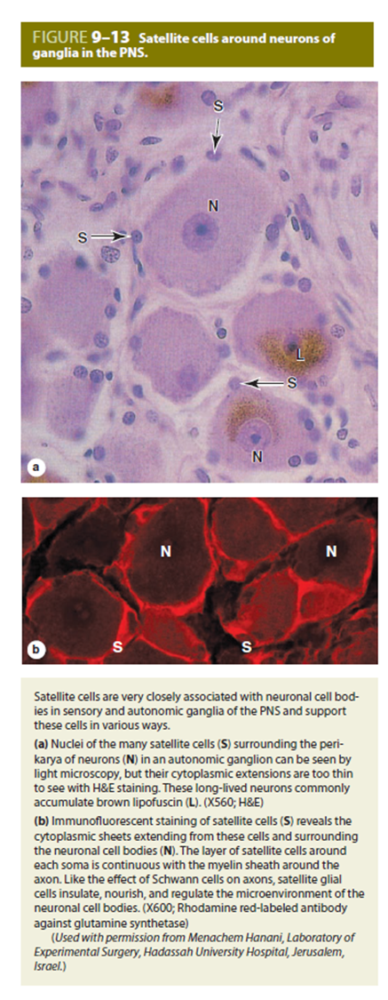 FIGURE 9–13 Satellite cells around neurons of
ganglia in the PNS.
S
N
S
L
S
N
a
N
N
S
S
b
Satellite cells are very closely associated with neuronal cell bod-
ies in sensory and autonomic ganglia of the PNS and support
these cells in various ways.
(a) Nuclei of the many satellite cells (S) surrounding the peri-
karya of neurons (N) in an autonomic ganglion can be seen by
light microscopy, but their cytoplasmic extensions are too thin
to see with H&E staining. These long-lived neurons commonly
accumulate brown lipofuscin (L). (X560; H&E)
(b) Immunofluorescent staining of satellite cells (S) reveals the
cytoplasmic sheets extending from these cells and surrounding
the neuronal cell bodies (N). The layer of satellite cells around
each soma is continuous with the myelin sheath around the
axon. Like the effect of Schwann cells on axons, satellite glial
cells insulate, nourish, and regulate the microenvironment of the
neuronal cell bodies. (X600; Rhodamine red-labeled antibody
against glutamine synthetase)
(Used with permission from Menachem Hanani, Laboratory of
Experimental Surgery, Hadassah University Hospital, Jerusalem,
Israel.)